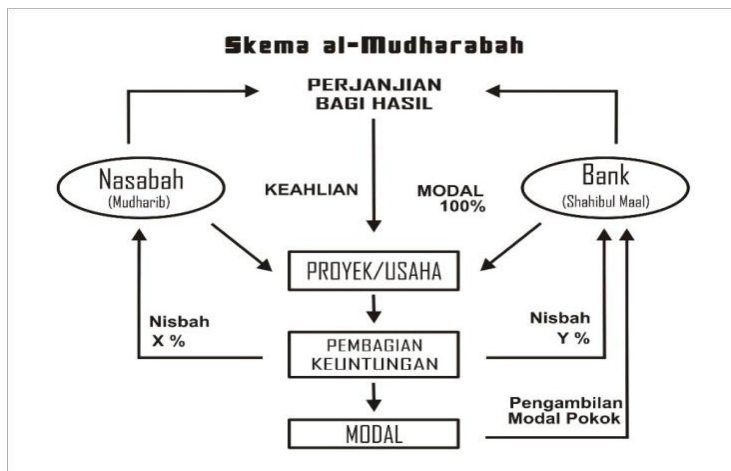 Skema al-Mudharabah
PERJANJIAN
BAGI HASIL
Nasabah
(Mudharib)
KEAHLIAN
MODAL
100%
Bank
(Shahibul Maal)
PROYEK/USAHA
Nisbah
X %
PEMBAGIAN
KEUNTUNGAN
Nisbah
Y %
MODAL
Pengambilan
Modal Pokok